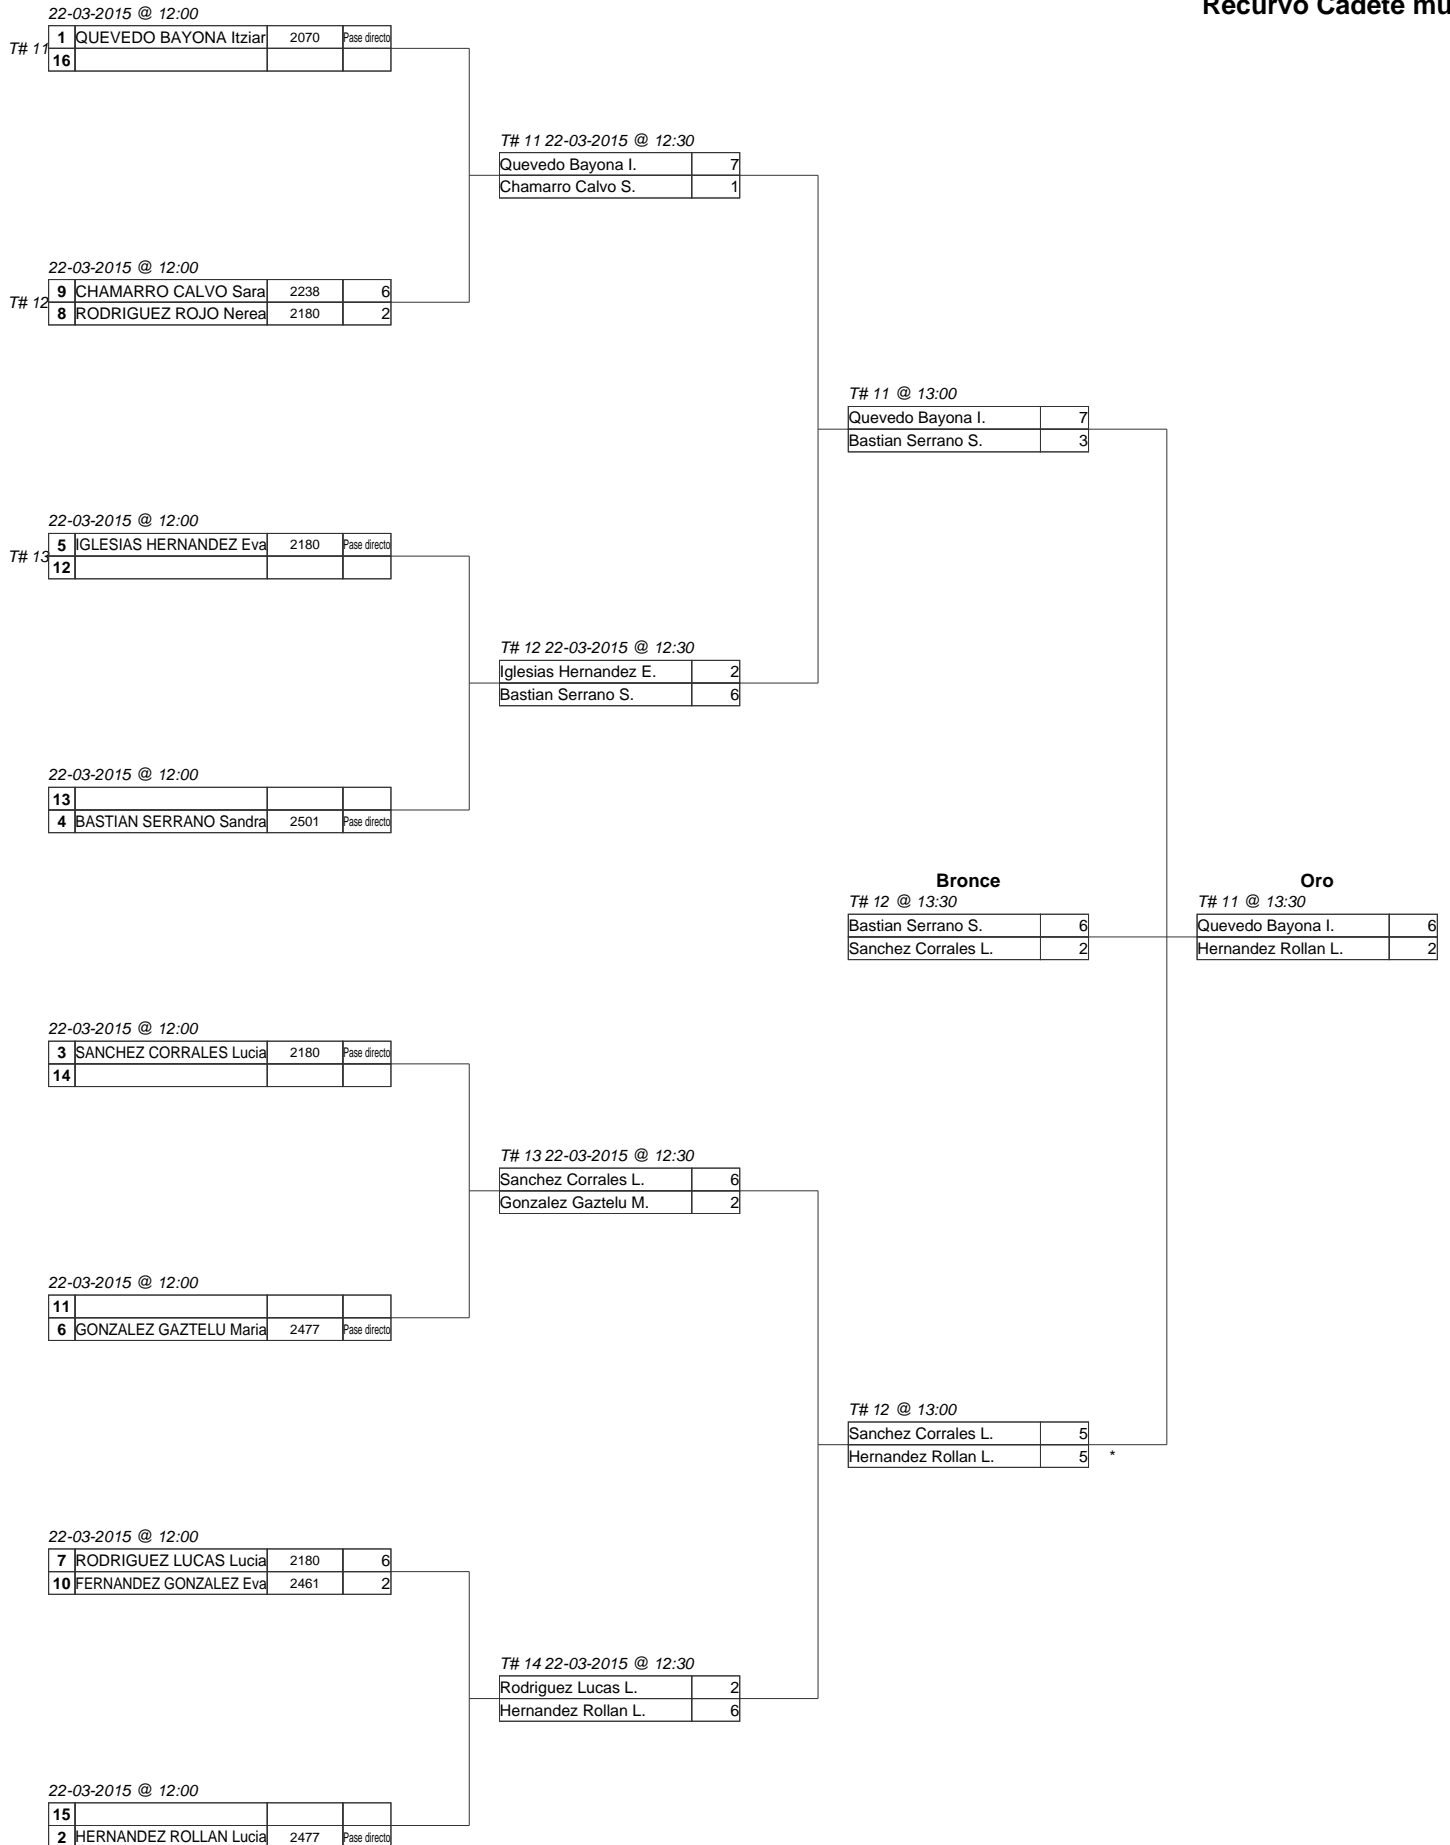 Recurvo Cadete mu
22-03-2015 @ 12:00
T# 11
1 QUEVEDO BAYONA Itziar 2070 Pase directo
16
T# 11 22-03-2015 @ 12:30
Quevedo Bayona I. 7
Chamarro Calvo S. 1
22-03-2015 @ 12:00
T# 12
9 CHAMARRO CALVO Sara 2238 6
8 RODRIGUEZ ROJO Nerea 2180 2
T# 11 @ 13:00
Quevedo Bayona I. 7
Bastian Serrano S. 3
22-03-2015 @ 12:00
T# 13
5 IGLESIAS HERNANDEZ Eva 2180 Pase directo
12
T# 12 22-03-2015 @ 12:30
Iglesias Hernandez E. 2
Bastian Serrano S. 6
22-03-2015 @ 12:00
13
4 BASTIAN SERRANO Sandra 2501 Pase directo
Bronce
T# 12 @ 13:30
Bastian Serrano S. 6
Sanchez Corrales L. 2
Oro
T# 11 @ 13:30
Quevedo Bayona I. 6
Hernandez Rollan L. 2
22-03-2015 @ 12:00
3 SANCHEZ CORRALES Lucia 2180 Pase directo
14
T# 13 22-03-2015 @ 12:30
Sanchez Corrales L. 6
Gonzalez Gaztelu M. 2
22-03-2015 @ 12:00
11
6 GONZALEZ GAZTELU Maria 2477 Pase directo
T# 12 @ 13:00
Sanchez Corrales L. 5
Hernandez Rollan L. 5 *
22-03-2015 @ 12:00
7 RODRIGUEZ LUCAS Lucia 2180 6
10 FERNANDEZ GONZALEZ Eva 2461 2
T# 14 22-03-2015 @ 12:30
Rodriguez Lucas L. 2
Hernandez Rollan L. 6
22-03-2015 @ 12:00
15
2 HERNANDEZ ROLLAN Lucia 2477 Pase directo